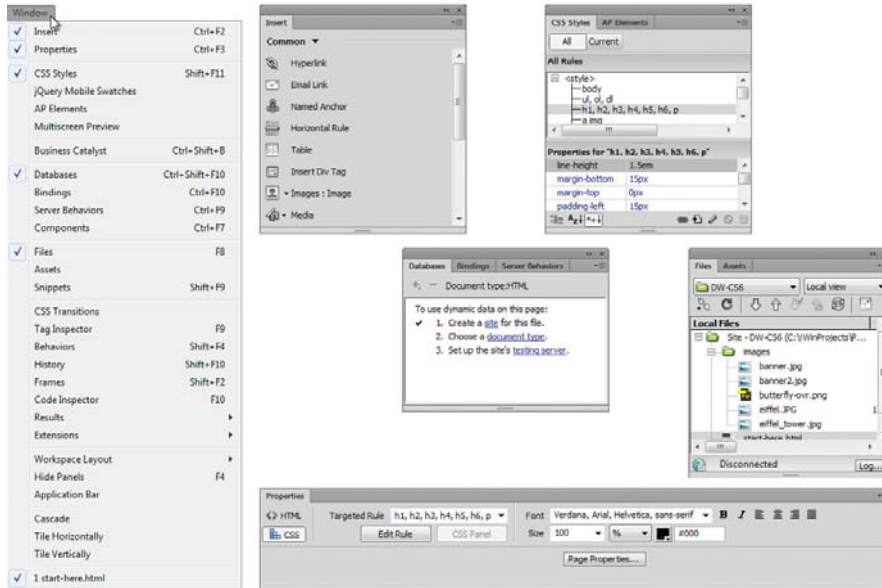 Window
Insert Ctrl+F2
Properties Ctrl+F3
CSS Styles Shift+F11
jQuery Mobile Swatches
AP Elements
Multiscreen Preview
Business Catalyst Ctrl+Shift+B
Databases Ctrl+Shift+F10
Bindings Ctrl+F10
Server Behaviors Ctrl+F9
Components Ctrl+F7
Files F8
Assets
Snippets Shift+F9
CSS Transitions
Tag Inspector F9
Behaviors Shift+F4
History Shift+F10
Frames Shift+F2
Code Inspector F10
Results
Extensions
Workspace Layout
Hide Panels F4
Application Bar
Cascade
Tile Horizontally
Tile Vertically
1 start-here.html
Insert
Common
Hyperlink
Email Link
Named Anchor
Horizontal Rule
Table
Insert Div Tag
Images : Image
Media
CSS Styles AP Elements
All Current
All Rules
<style>
body
ul, ol, dl
h1, h2, h3, h4, h5, h6, p
a img
Properties for "h1, h2, h3, h4, h5, h6, p"
line-height 1.5em
margin-bottom 15px
margin-top 0px
padding-left 15px
Databases Bindings Server Behaviors
Document type:HTML
To use dynamic data on this page:
1. Create a site for this file.
2. Choose a document type.
3. Set up the site's testing server.
Files Assets
DW-CS6 Local view
Local Files
Site - DW-CS6 (C:\WinProjects\P...
images
banner.jpg
banner2.jpg
butterfly-ovr.png
eiffel.JPG 1
eiffel_tower.jpg
start-here.html
Disconnected Log...
Properties
<> HTML Targeted Rule h1, h2, h3, h4, h5, h6, p Font Verdana, Arial, Helvetica, sans-serif B I
CSS Edit Rule CSS Panel Size 100 % #000
Page Properties...